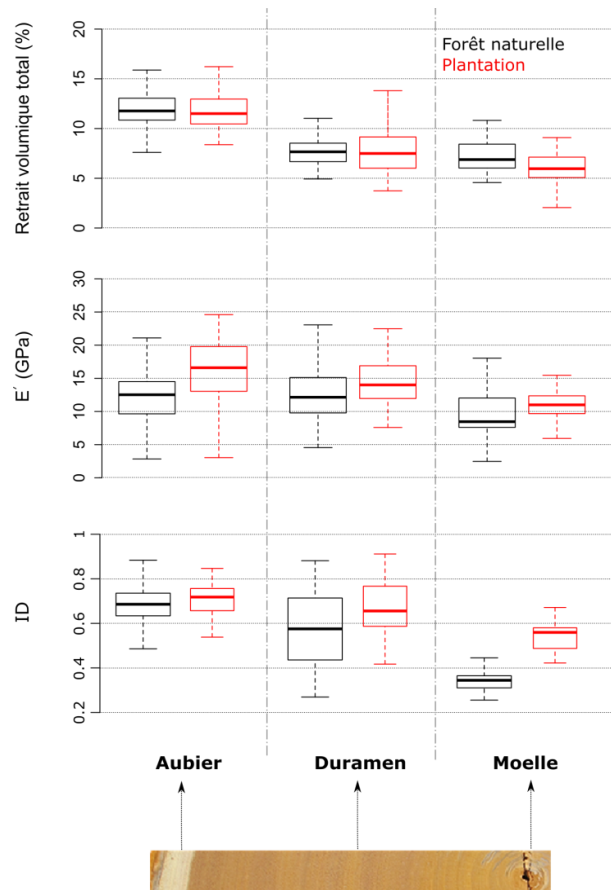 Retrait volumique total (%)
20
15
10
5
0
Forêt naturelle
Plantation
E′ (GPa)
30
25
20
15
10
5
0
ID
1
0.8
0.6
0.4
0.2
Aubier Duramen Moelle